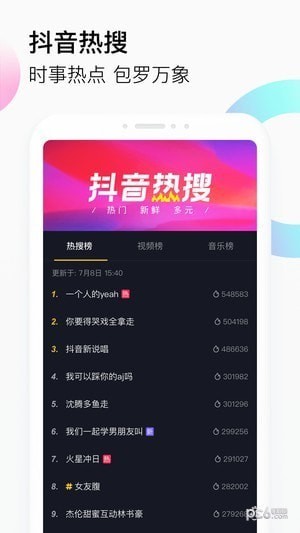 抖音热搜
时事热点 包罗万象
抖音热搜
热门 新鲜 多元
热搜榜 视频榜 音乐榜
更新于: 7月8日 15:40
1. 一个人的yeah 热 548583
2. 你要得哭戏全拿走 504198
3. 抖音新说唱 486636
4. 我可以踩你的aj吗 301982
5. 沈腾多鱼走 301242
6. 我们一起学男朋友叫 新 299256
7. 火星冲日 热 291029
8. #女友腹 282002
9. 杰伦甜蜜互动林书豪 279268